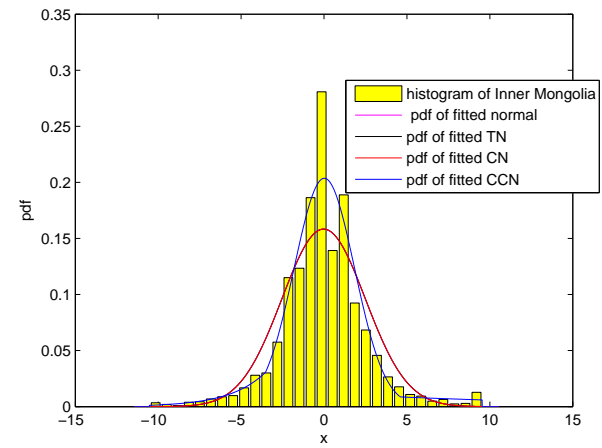 0.35
0.3
0.25
0.2
0.15
0.1
0.05
0
pdf
histogram of Inner Mongolia
pdf of fitted normal
pdf of fitted TN
pdf of fitted CN
pdf of fitted CCN
−15
−10
−5
0
5
10
15
x